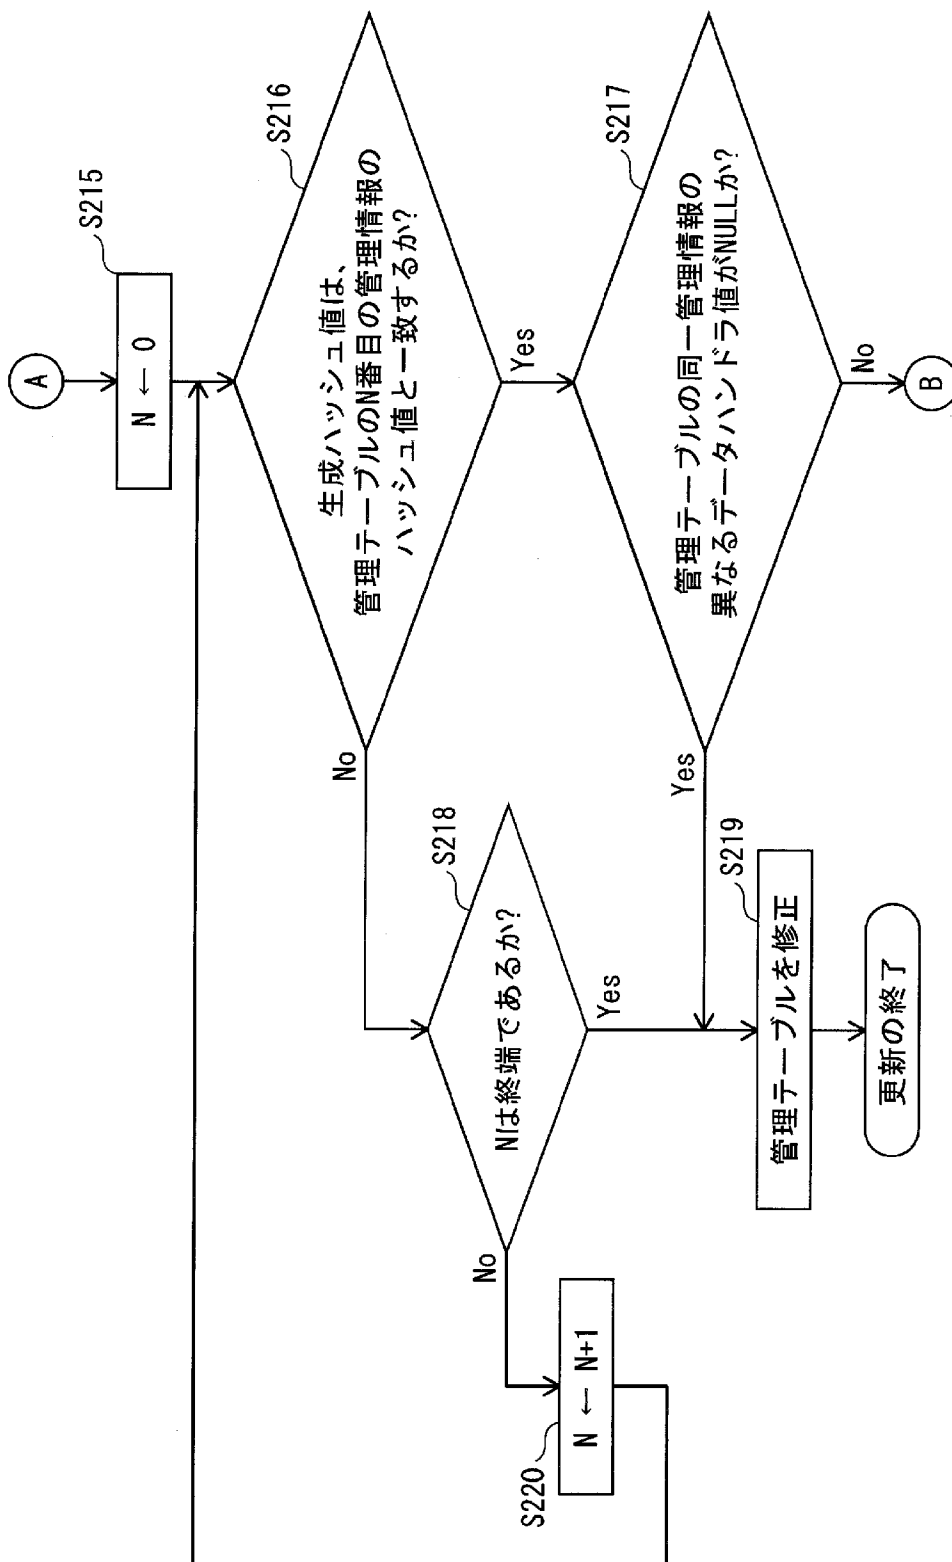 A
S215
N ← 0
S216
生成ハッシュ値は、
管理テーブルのN番目の管理情報の
ハッシュ値と一致するか?
No
Yes
S217
管理テーブルの同一管理情報の
異なるデータハンドラ値がNULLか?
Yes
No
B
S218
Nは終端であるか?
No
Yes
S219
管理テーブルを修正
更新の終了
S220
N ← N+1